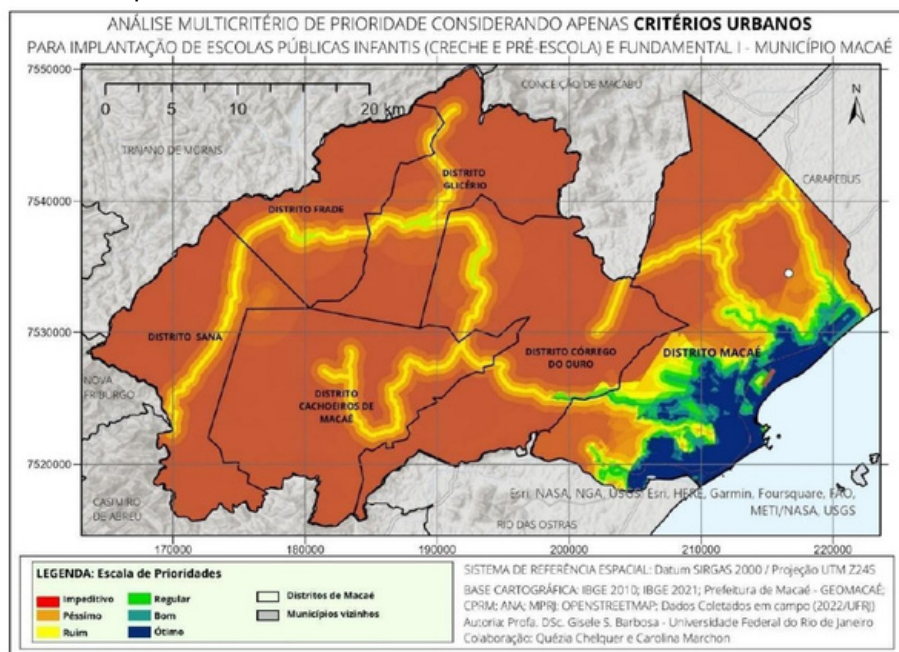 ANÁLISE MULTICRITÉRIO DE PRIORIDADE CONSIDERANDO APENAS CRITÉRIOS URBANOS
PARA IMPLANTAÇÃO DE ESCOLAS PÚBLICAS INFANTIS (CRECHE E PRÉ-ESCOLA) E FUNDAMENTAL I - MUNICÍPIO MACAÉ
7550000
0 5 10 20 km
CONCEIÇÃO DE MACABU
N
TRAJANO DE MORAIS
DISTRITO
GLICÉRIO
CARAPEBUS
7540000
DISTRITO FRADE
7530000
DISTRITO SANA
DISTRITO CÓRREGO
DO OURO
DISTRITO MACAÉ
NOVA
FRIBURGO
DISTRITO
CACHOEIROS DE
MACAÉ
7520000
CASIMIRO
DE ABREU
RIO DAS OSTRAS
Esri, NASA, NGA, USGS, Esri, HERE, Garmin, Foursquare, FAO,
METI/NASA, USGS
170000 180000 190000 200000 210000 220000
LEGENDA: Escala de Prioridades
Impeditivo Regular Distritos de Macaé
Péssimo Bom Municípios vizinhos
Ruim Ótimo
SISTEMA DE REFERÊNCIA ESPACIAL: Datum SIRGAS 2000 / Projeção UTM Z24S
BASE CARTOGRÁFICA: IBGE 2010; IBGE 2021; Prefeitura de Macaé - GEOMACAÉ;
CPRM; ANA; MPRJ; OPENSTREETMAP; Dados Coletados em campo (2022/UFRJ)
Autoria: Profa. DSc. Gisele S. Barbosa - Universidade Federal do Rio de Janeiro
Colaboração: Quézia Chelquer e Carolina Marchon